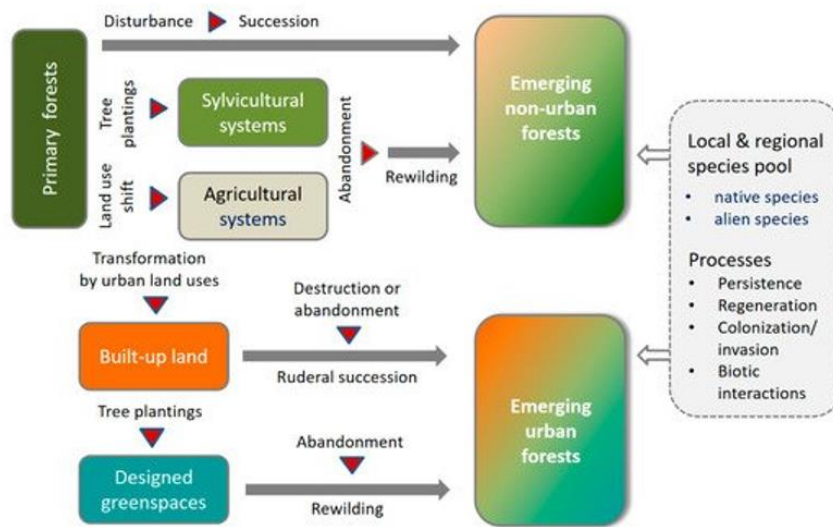 Disturbance Succession
Primary forests
Tree
plantings
Sylvicultural
systems
Land use
shift
Agricultural
systems
Abandonment
Rewilding
Emerging
non-urban
forests
Local & regional
species pool
• native species
• alien species
Processes
• Persistence
• Regeneration
• Colonization/
invasion
• Biotic
interactions
Transformation
by urban land uses
Built-up land
Destruction or
abandonment
Ruderal succession
Tree plantings
Designed
greenspaces
Abandonment
Rewilding
Emerging
urban
forests